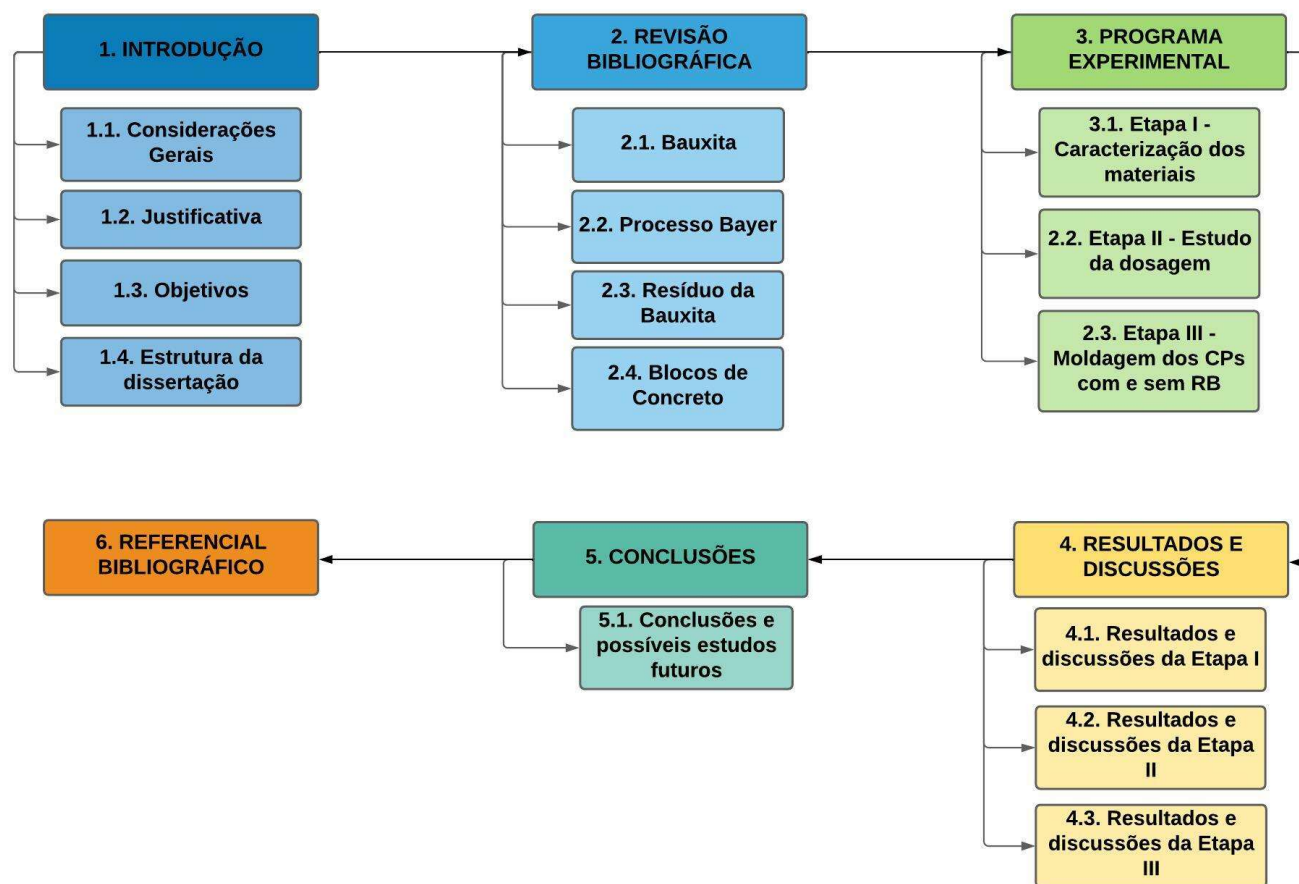 1. INTRODUÇÃO
1.1. Considerações
Gerais
1.2. Justificativa
1.3. Objetivos
1.4. Estrutura da
dissertação
2. REVISÃO
BIBLIOGRÁFICA
2.1. Bauxita
2.2. Processo Bayer
2.3. Resíduo da
Bauxita
2.4. Blocos de
Concreto
3. PROGRAMA
EXPERIMENTAL
3.1. Etapa I -
Caracterização dos
materiais
2.2. Etapa II - Estudo
da dosagem
2.3. Etapa III -
Moldagem dos CPs
com e sem RB
4. RESULTADOS E
DISCUSSÕES
4.1. Resultados e
discussões da Etapa I
4.2. Resultados e
discussões da Etapa
II
4.3. Resultados e
discussões da Etapa
III
5. CONCLUSÕES
5.1. Conclusões e
possíveis estudos
futuros
6. REFERENCIAL
BIBLIOGRÁFICO